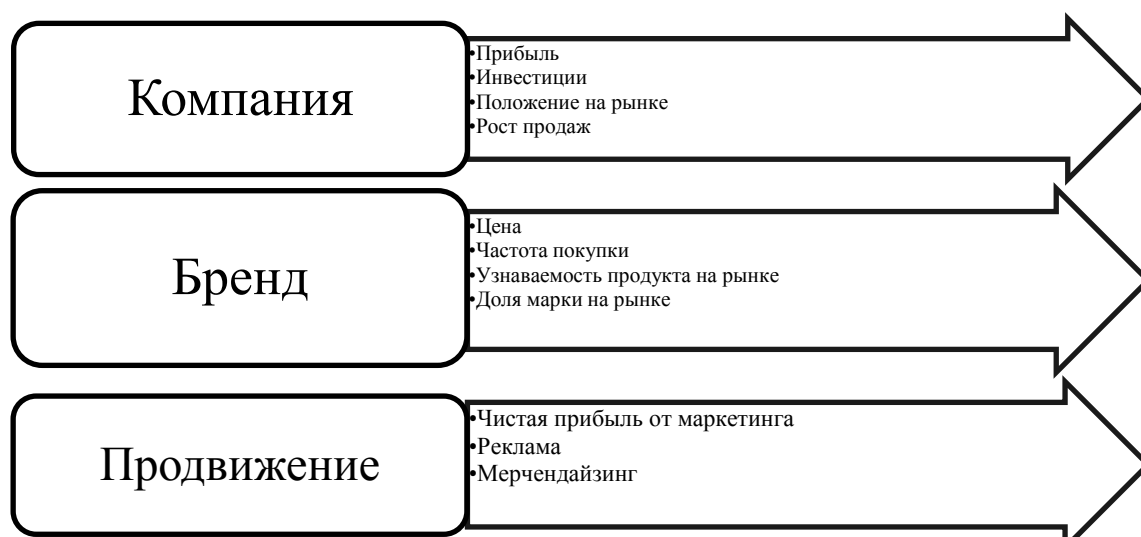 Компания
•Прибыль
•Инвестиции
•Положение на рынке
•Рост продаж
Бренд
•Цена
•Частота покупки
•Узнаваемость продукта на рынке
•Доля марки на рынке
Продвижение
•Чистая прибыль от маркетинга
•Реклама
•Мерчендайзинг